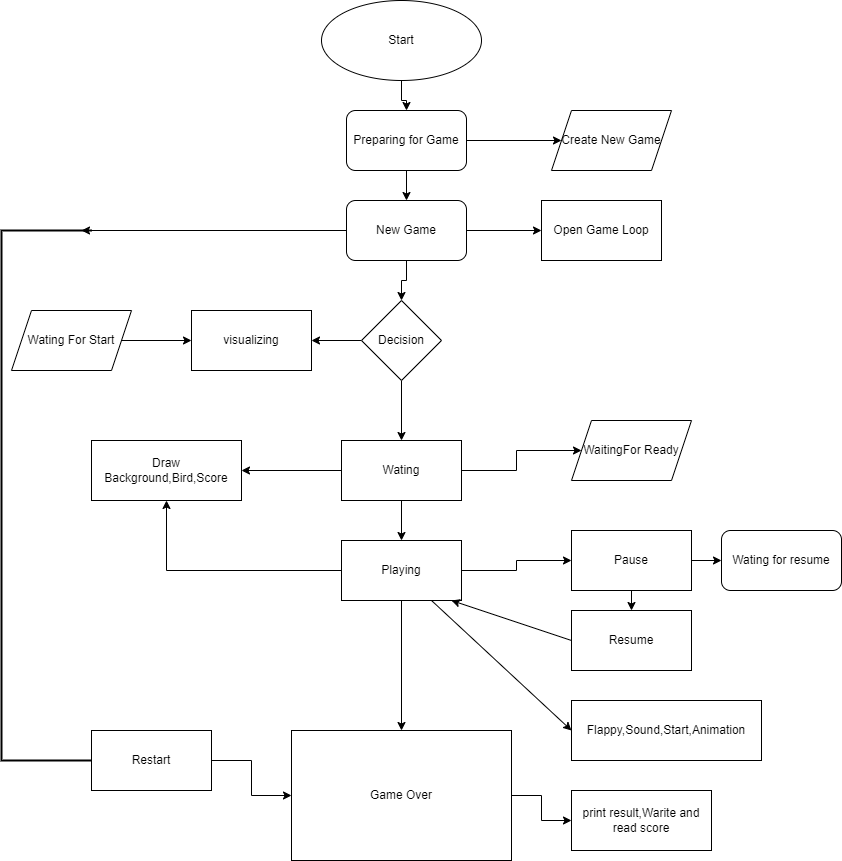 Start
Preparing for Game
Create New Game
New Game
Open Game Loop
Wating For Start
visualizing
Decision
Draw
Background,Bird,Score
Wating
WaitingFor Ready
Playing
Pause
Wating for resume
Resume
Flappy,Sound,Start,Animation
Restart
Game Over
print result,Warite and
read score